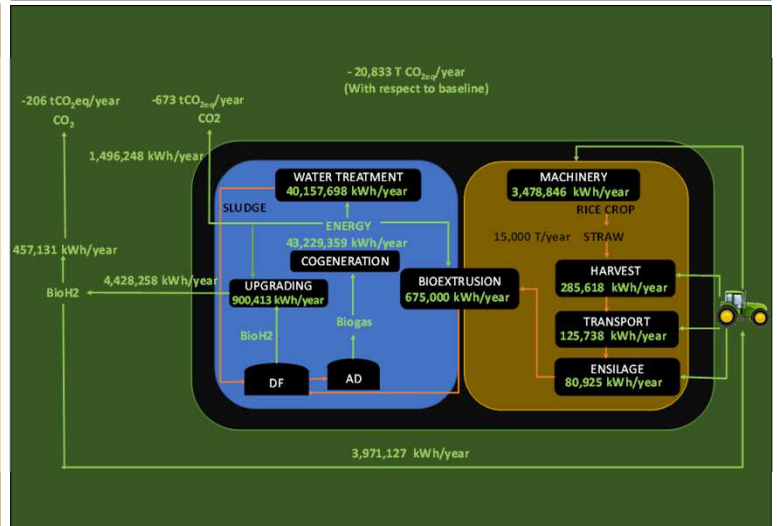 - 20,833 T CO2eq/year
(With respect to baseline)
-206 tCO2eq/year
CO2
-673 tCO2eq/year
CO2
1,496,248 kWh/year
WATER TREATMENT
40,157,698 kWh/year
MACHINERY
3,478,846 kWh/year
SLUDGE
RICE CROP
ENERGY
15,000 T/year
STRAW
43,229,359 kWh/year
COGENERATION
457,131 kWh/year
4,428,258 kWh/year
BioH2
UPGRADING
900,413 kWh/year
BIOEXTRUSION
675,000 kWh/year
HARVEST
285,618 kWh/year
Biogas
BioH2
TRANSPORT
125,738 kWh/year
DF
AD
ENSILAGE
80,925 kWh/year
3,971,127 kWh/year